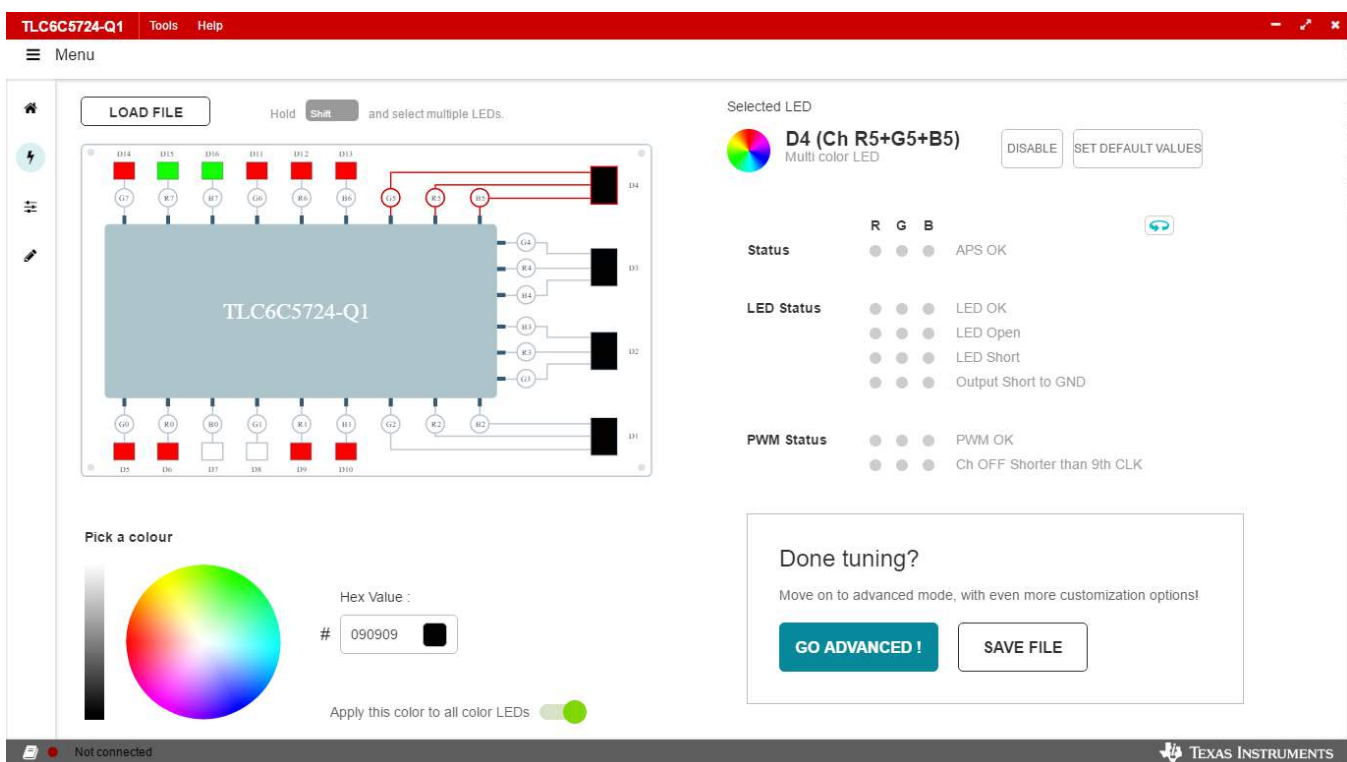 TLC6C5724-Q1 Tools Help
Menu
LOAD FILE
Hold Shift and select multiple LEDs.
D14 D15 D16 D11 D12 D13
G7 R7 B7 G6 R6 B6 G5 R5 B5
D4
G4
R4
B4
D3
TLC6C5724-Q1
B3
R3
G3
D2
G0 R0 B0 G1 R1 B1 G2 R2 B2
D1
D5 D6 D7 D8 D9 D10
Pick a colour
Hex Value :
# 090909
Apply this color to all color LEDs
Selected LED
D4 (Ch R5+G5+B5)
Multi color LED
DISABLE
SET DEFAULT VALUES
R G B
Status APS OK
LED Status LED OK
LED Open
LED Short
Output Short to GND
PWM Status PWM OK
Ch OFF Shorter than 9th CLK
Done tuning?
Move on to advanced mode, with even more customization options!
GO ADVANCED !
SAVE FILE
Not connected
TEXAS INSTRUMENTS